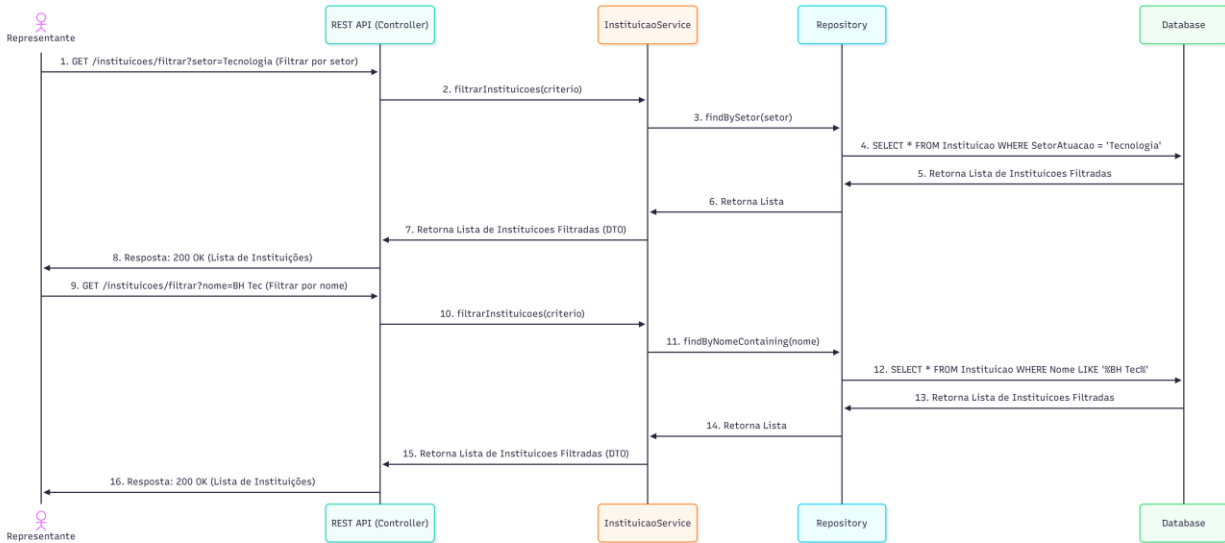 Representante
REST API (Controller)
InstituicaoService
Repository
Database
1. GET /instituicoes/filtrar?setor=Tecnologia (Filtrar por setor)
2. filtrarInstituicoes(criterio)
3. findBySetor(setor)
4. SELECT * FROM Instituicao WHERE SetorAtuacao = 'Tecnologia'
5. Retorna Lista de Instituicoes Filtradas
6. Retorna Lista
7. Retorna Lista de Instituicoes Filtradas (DTO)
8. Resposta: 200 OK (Lista de Instituições)
9. GET /instituicoes/filtrar?nome=BH Tec (Filtrar por nome)
10. filtrarInstituicoes(criterio)
11. findByNomeContaining(nome)
12. SELECT * FROM Instituicao WHERE Nome LIKE '%BH Tec%'
13. Retorna Lista de Instituicoes Filtradas
14. Retorna Lista
15. Retorna Lista de Instituicoes Filtradas (DTO)
16. Resposta: 200 OK (Lista de Instituições)
Representante
REST API (Controller)
InstituicaoService
Repository
Database